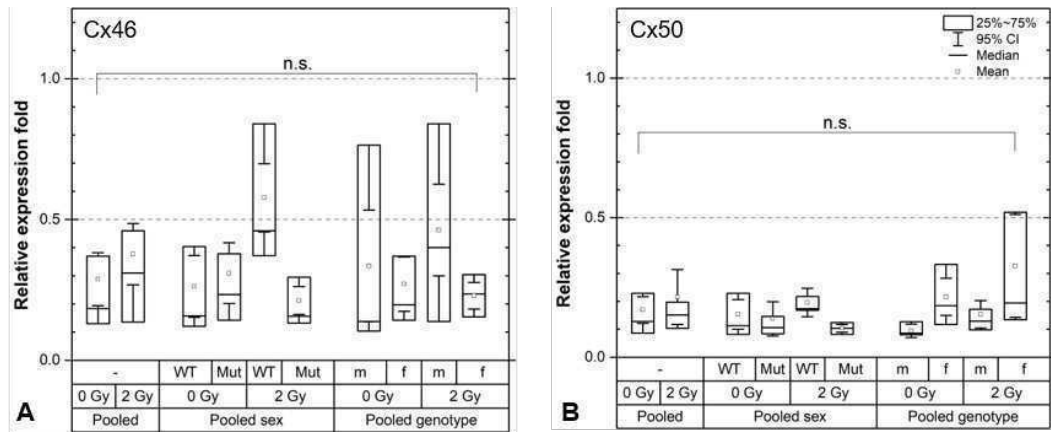 Cx46
n.s.
1.0
0.5
0.0
Relative expression fold
- WT Mut WT Mut m f m f
0 Gy 2 Gy 0 Gy 2 Gy 0 Gy 2 Gy
Pooled Pooled sex Pooled genotype
A
Cx50
25%~75%
95% CI
Median
Mean
n.s.
1.0
0.5
0.0
Relative expression fold
- WT Mut WT Mut m f m f
0 Gy 2 Gy 0 Gy 2 Gy 0 Gy 2 Gy
Pooled Pooled sex Pooled genotype
B